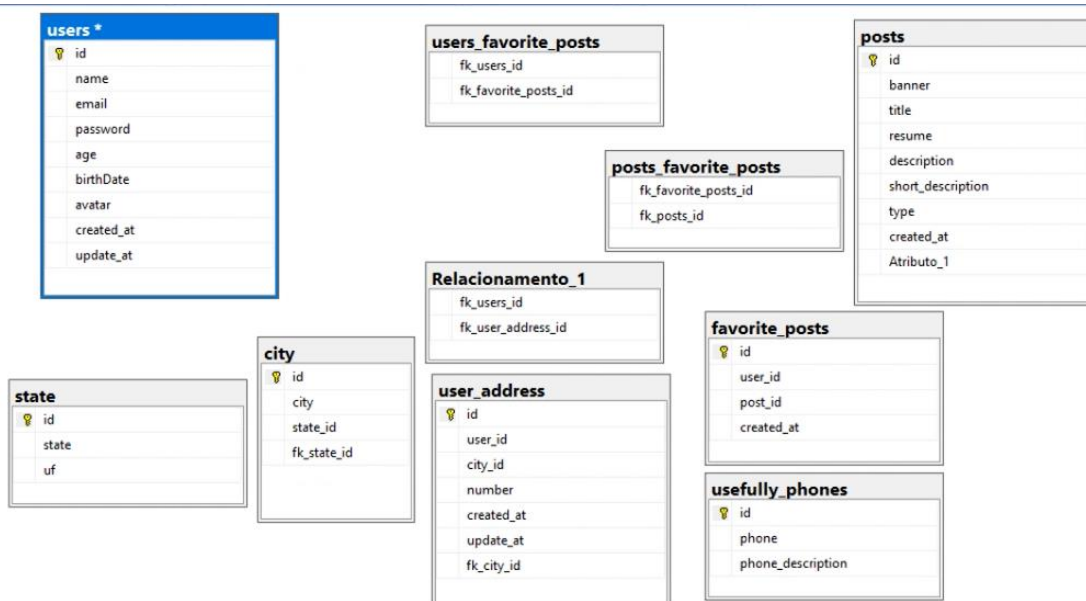 users *
id
name
email
password
age
birthDate
avatar
created_at
update_at
users_favorite_posts
fk_users_id
fk_favorite_posts_id
posts
id
banner
title
resume
description
short_description
type
created_at
Atributo_1
posts_favorite_posts
fk_favorite_posts_id
fk_posts_id
Relacionamento_1
fk_users_id
fk_user_address_id
favorite_posts
id
user_id
post_id
created_at
city
id
city
state_id
fk_state_id
state
id
state
uf
user_address
id
user_id
city_id
number
created_at
update_at
fk_city_id
usefully_phones
id
phone
phone_description